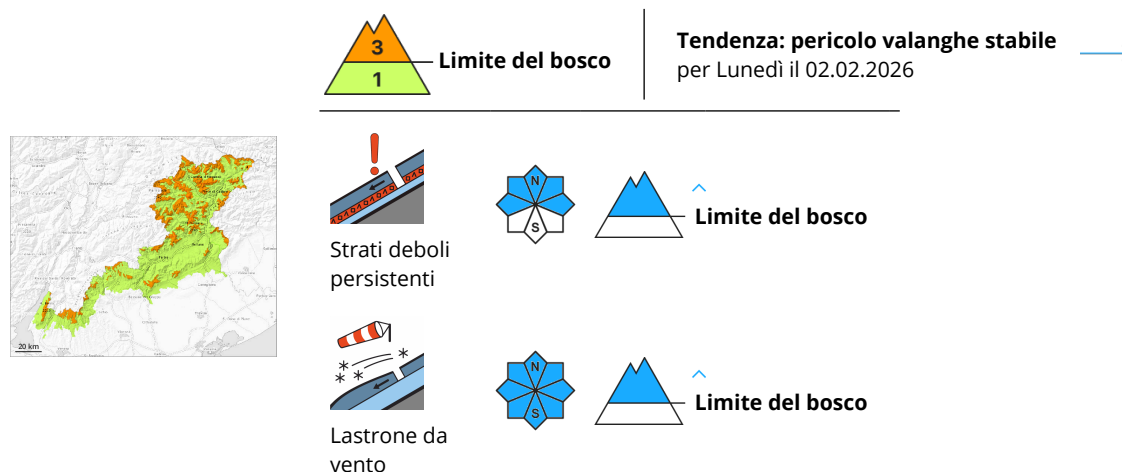 3
1
Limite del bosco
Tendenza: pericolo valanghe stabile
per Lunedì il 02.02.2026
20 km
N
S
Limite del bosco
Strati deboli
persistenti
N
S
Limite del bosco
Lastrone da
vento